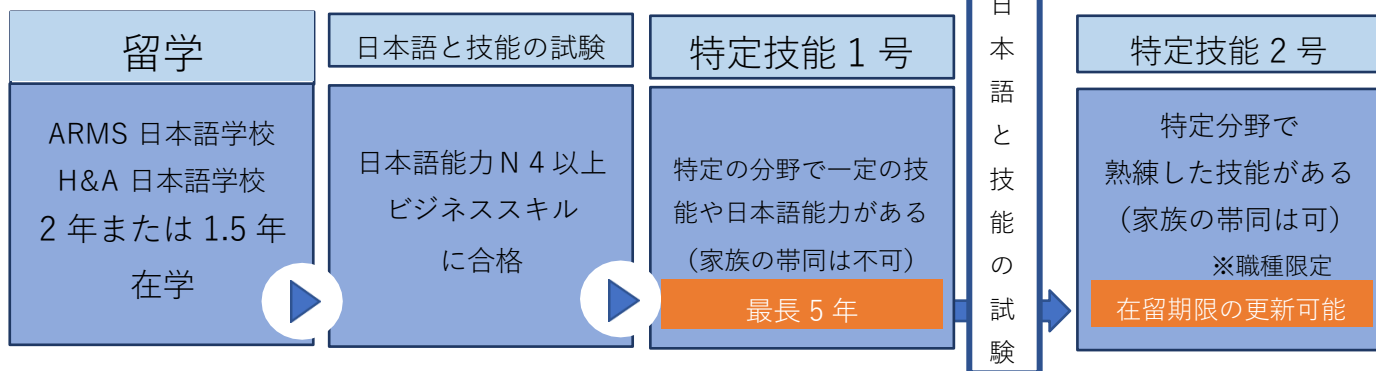 留学
ARMS 日本語学校
H&A 日本語学校
2 年または 1.5 年
在学
日本語と技能の試験
日本語能力Ｎ４以上
ビジネススキル
に合格
特定技能 1 号
特定の分野で一定の技
能や日本語能力がある
（家族の帯同は不可）
最長 5 年
日本語と技能の試験
特定技能 2 号
特定分野で
熟練した技能がある
（家族の帯同は可）
※職種限定
在留期限の更新可能